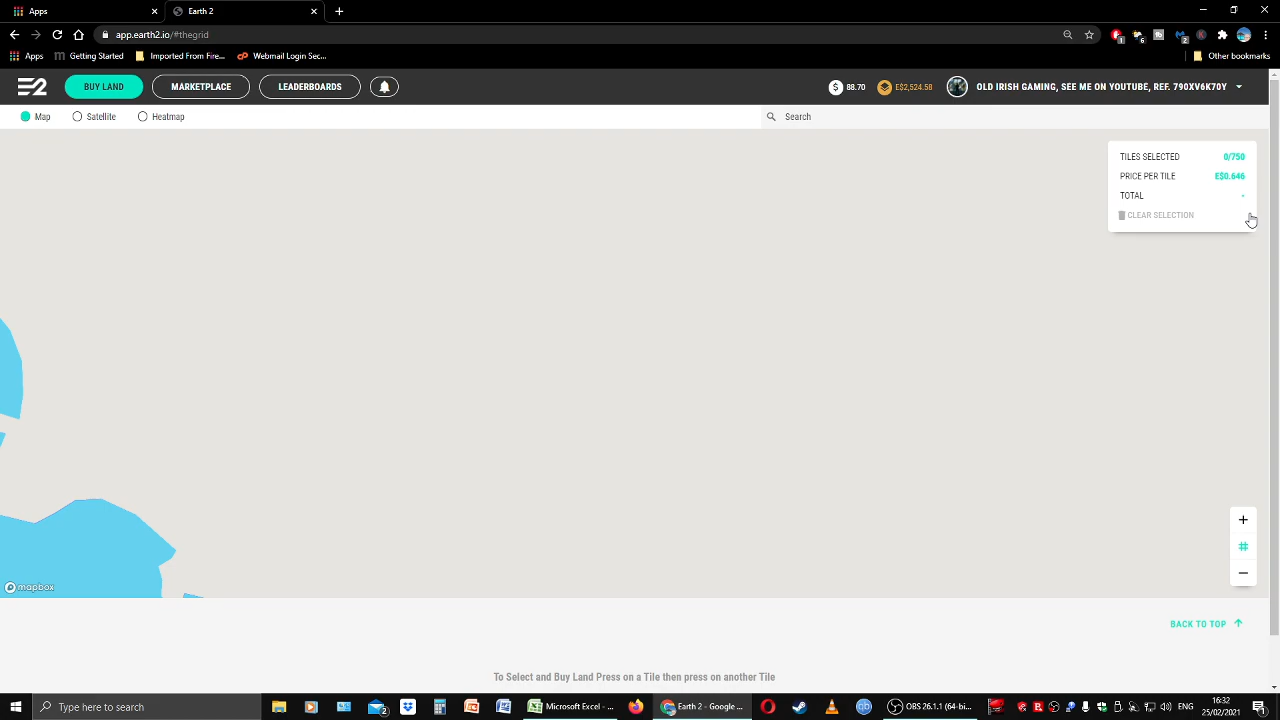 Apps
Earth 2
app.earth2.io/#thegrid
Apps
Getting Started
Imported From Fire...
Webmail Login Sec...
Other bookmarks
E2
BUY LAND
MARKETPLACE
LEADERBOARDS
88.70
E$2,524.58
OLD IRISH GAMING, SEE ME ON YOUTUBE, REF. 790XV6K70Y
Map
Satellite
Heatmap
Search
TILES SELECTED 0/750
PRICE PER TILE E$0.646
TOTAL -
CLEAR SELECTION
mapbox
BACK TO TOP
To Select and Buy Land Press on a Tile then press on another Tile
Type here to search
Microsoft Excel - ...
Earth 2 - Google ...
OBS 26.1.1 (64-bi...
ENG
16:32
25/02/2021